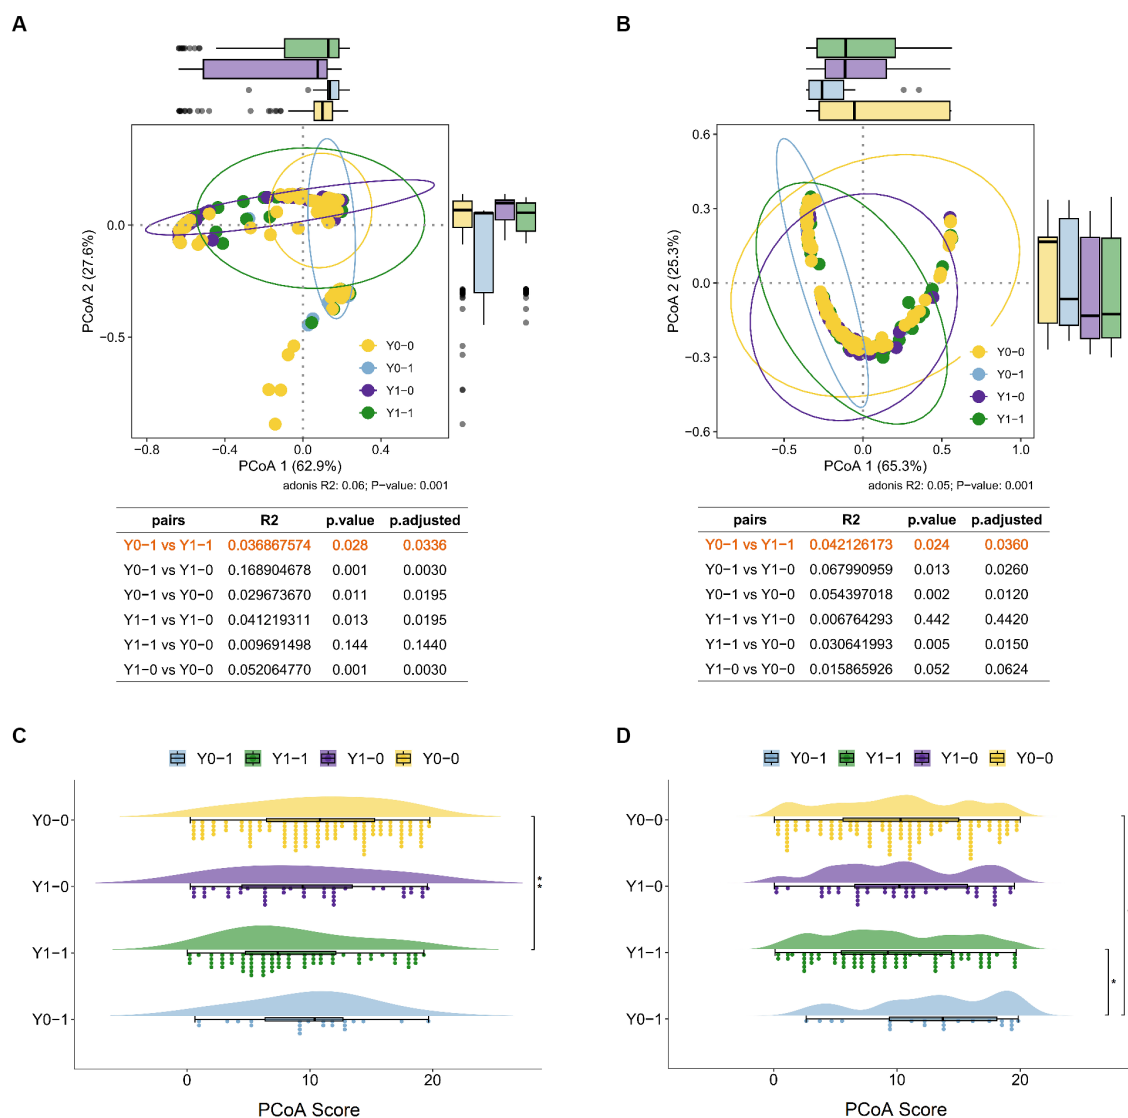 A
0.0
−0.5
PCoA 2 (27.6%)
Y0−0
Y0−1
Y1−0
Y1−1
−0.8
−0.4
0.0
0.4
PCoA 1 (62.9%)
adonis R2: 0.06; P−value: 0.001
pairs R2 p.value p.adjusted
Y0−1 vs Y1−1 0.036867574 0.028 0.0336
Y0−1 vs Y1−0 0.168904678 0.001 0.0030
Y0−1 vs Y0−0 0.029673670 0.011 0.0195
Y1−1 vs Y1−0 0.041219311 0.013 0.0195
Y1−1 vs Y0−0 0.009691498 0.144 0.1440
Y1−0 vs Y0−0 0.052064770 0.001 0.0030
B
0.6
0.3
0.0
−0.3
−0.6
PCoA 2 (25.3%)
Y0−0
Y0−1
Y1−0
Y1−1
−0.5
0.0
0.5
1.0
PCoA 1 (65.3%)
adonis R2: 0.05; P−value: 0.001
pairs R2 p.value p.adjusted
Y0−1 vs Y1−1 0.042126173 0.024 0.0360
Y0−1 vs Y1−0 0.067990959 0.013 0.0260
Y0−1 vs Y0−0 0.054397018 0.002 0.0120
Y1−1 vs Y1−0 0.006764293 0.442 0.4420
Y1−1 vs Y0−0 0.030641993 0.005 0.0150
Y1−0 vs Y0−0 0.015865926 0.052 0.0624
C
Y0−1 Y1−1 Y1−0 Y0−0
Y0−0
Y1−0
Y1−1
Y0−1
**
0 10 20
PCoA Score
D
Y0−1 Y1−1 Y1−0 Y0−0
Y0−0
Y1−0
Y1−1
Y0−1
*
0 10 20
PCoA Score